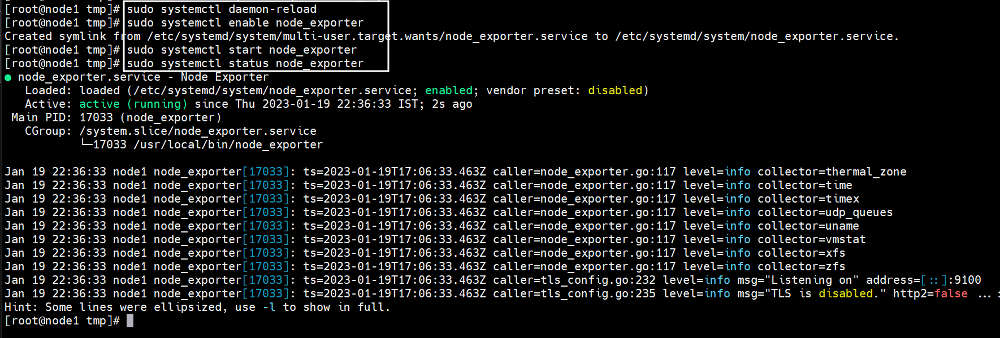 [root@node1 tmp]# sudo systemctl daemon-reload
[root@node1 tmp]# sudo systemctl enable node_exporter
Created symlink from /etc/systemd/system/multi-user.target.wants/node_exporter.service to /etc/systemd/system/node_exporter.service.
[root@node1 tmp]# sudo systemctl start node_exporter
[root@node1 tmp]# sudo systemctl status node_exporter
● node_exporter.service - Node Exporter
   Loaded: loaded (/etc/systemd/system/node_exporter.service; enabled; vendor preset: disabled)
   Active: active (running) since Thu 2023-01-19 22:36:33 IST; 2s ago
 Main PID: 17033 (node_exporter)
   CGroup: /system.slice/node_exporter.service
           └─17033 /usr/local/bin/node_exporter
Jan 19 22:36:33 node1 node_exporter[17033]: ts=2023-01-19T17:06:33.463Z caller=node_exporter.go:117 level=info collector=thermal_zone
Jan 19 22:36:33 node1 node_exporter[17033]: ts=2023-01-19T17:06:33.463Z caller=node_exporter.go:117 level=info collector=time
Jan 19 22:36:33 node1 node_exporter[17033]: ts=2023-01-19T17:06:33.463Z caller=node_exporter.go:117 level=info collector=timex
Jan 19 22:36:33 node1 node_exporter[17033]: ts=2023-01-19T17:06:33.463Z caller=node_exporter.go:117 level=info collector=udp_queues
Jan 19 22:36:33 node1 node_exporter[17033]: ts=2023-01-19T17:06:33.463Z caller=node_exporter.go:117 level=info collector=uname
Jan 19 22:36:33 node1 node_exporter[17033]: ts=2023-01-19T17:06:33.463Z caller=node_exporter.go:117 level=info collector=vmstat
Jan 19 22:36:33 node1 node_exporter[17033]: ts=2023-01-19T17:06:33.463Z caller=node_exporter.go:117 level=info collector=xfs
Jan 19 22:36:33 node1 node_exporter[17033]: ts=2023-01-19T17:06:33.463Z caller=node_exporter.go:117 level=info collector=zfs
Jan 19 22:36:33 node1 node_exporter[17033]: ts=2023-01-19T17:06:33.463Z caller=tls_config.go:232 level=info msg="Listening on" address=[::]:9100
Jan 19 22:36:33 node1 node_exporter[17033]: ts=2023-01-19T17:06:33.463Z caller=tls_config.go:235 level=info msg="TLS is disabled." http2=false ... :
Hint: Some lines were ellipsized, use -l to show in full.
[root@node1 tmp]#